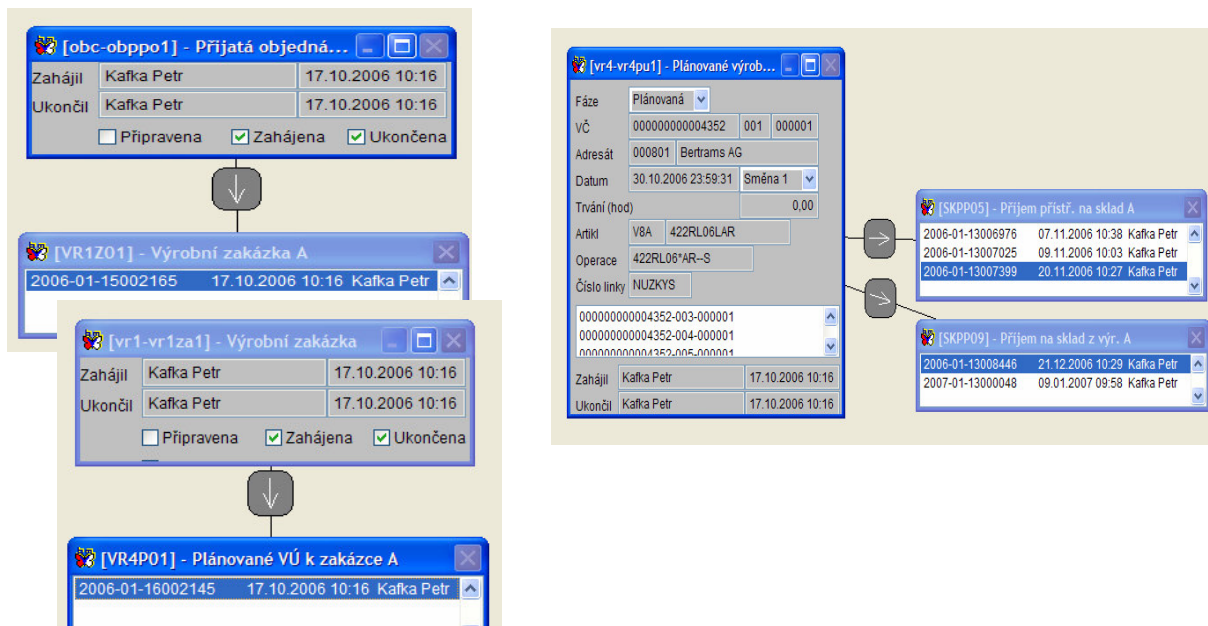 [obc-obppo1] - Přijatá objedná...
Zahájil Kafka Petr 17.10.2006 10:16
Ukončil Kafka Petr 17.10.2006 10:16
Připravena Zahájena Ukončena
[VR1Z01] - Výrobní zakázka A
2006-01-15002165 17.10.2006 10:16 Kafka Petr
[vr1-vr1za1] - Výrobní zakázka
Zahájil Kafka Petr 17.10.2006 10:16
Ukončil Kafka Petr 17.10.2006 10:16
Připravena Zahájena Ukončena
[VR4P01] - Plánované VÚ k zakázce A
2006-01-16002145 17.10.2006 10:16 Kafka Petr
[vr4-vr4pu1] - Plánované výrob...
Fáze Plánovaná
VČ 000000000004352 001 000001
Adresát 000801 Bertrams AG
Datum 30.10.2006 23:59:31 Směna 1
Trvání (hod) 0,00
Artikl V8A 422RL06LAR
Operace 422RL06*AR--S
Číslo linky NUZKYS
000000000004352-003-000001
000000000004352-004-000001
000000000004352-005-000001
Zahájil Kafka Petr 17.10.2006 10:16
Ukončil Kafka Petr 17.10.2006 10:16
[SKPP05] - Příjem přístř. na sklad A
2006-01-13006976 07.11.2006 10:38 Kafka Petr
2006-01-13007025 09.11.2006 10:03 Kafka Petr
2006-01-13007399 20.11.2006 10:27 Kafka Petr
[SKPP09] - Příjem na sklad z výr. A
2006-01-13008446 21.12.2006 10:29 Kafka Petr
2007-01-13000048 09.01.2007 09:58 Kafka Petr